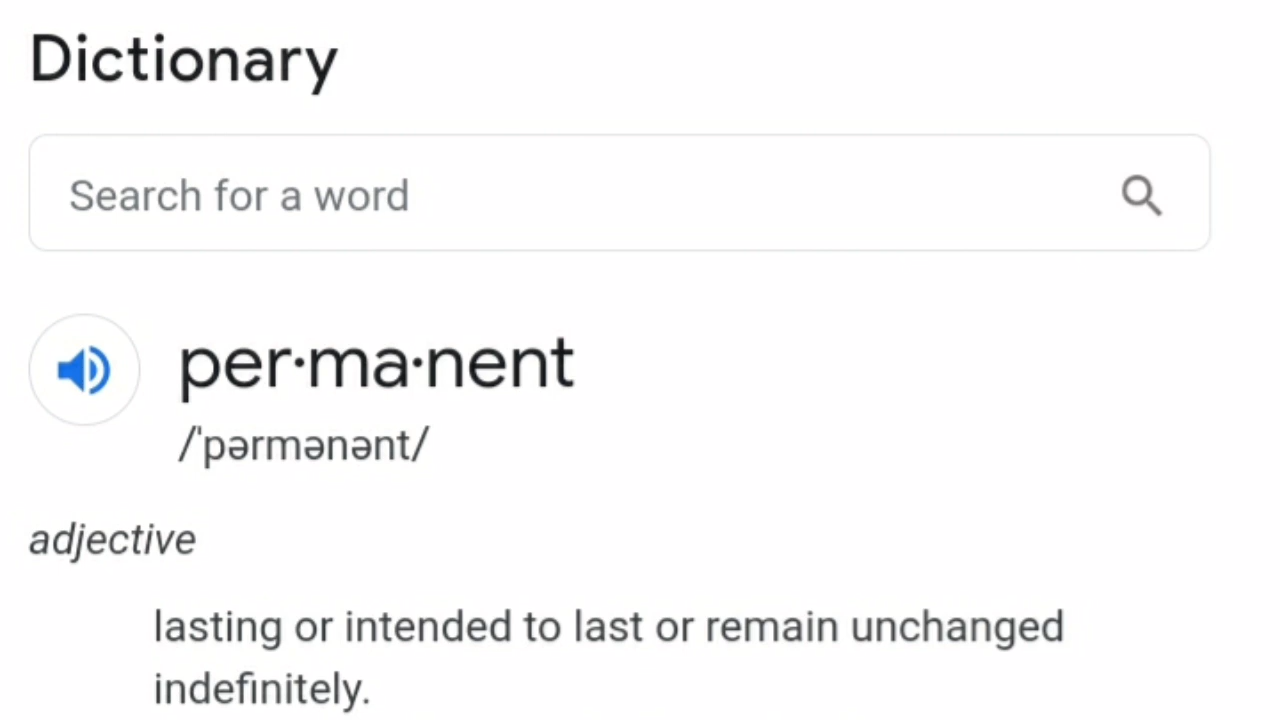 Dictionary
Search for a word
per·ma·nent
/ˈpərmənənt/
adjective
lasting or intended to last or remain unchanged
indefinitely.